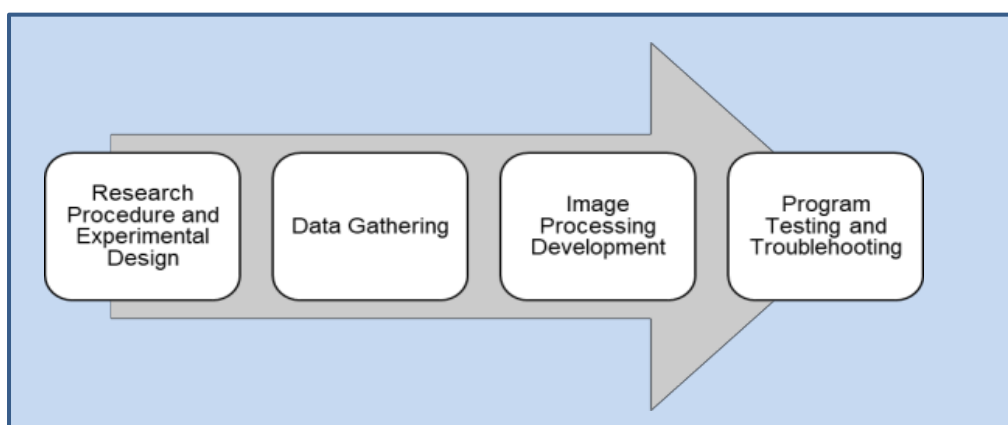 Research
Procedure and
Experimental
Design
Data Gathering
Image
Processing
Development
Program
Testing and
Troublehooting